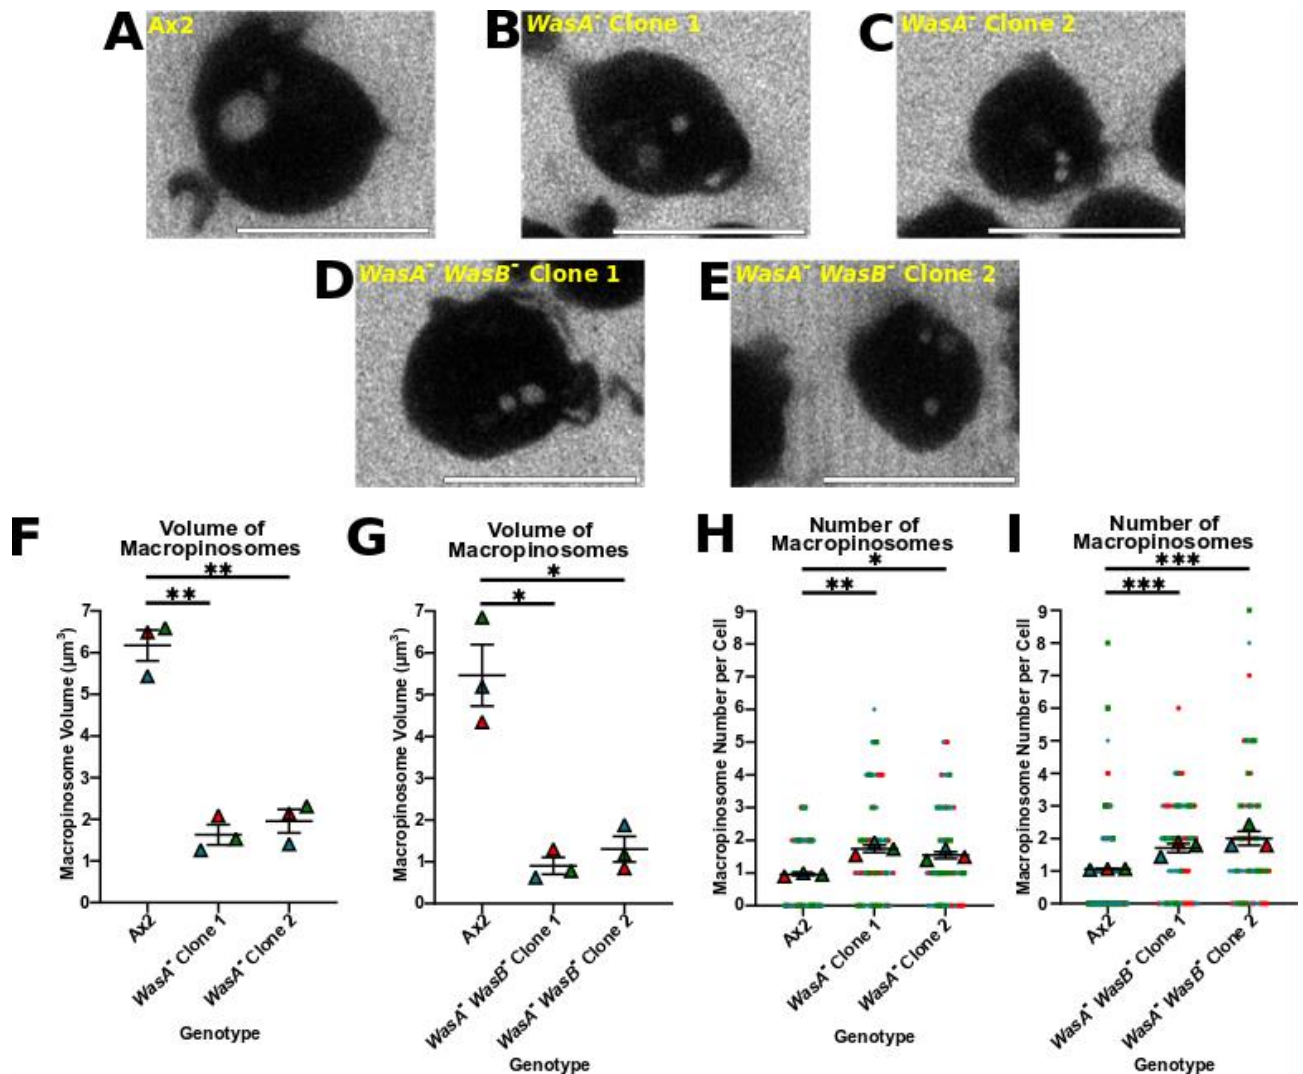 A
Ax2
B
WasA⁻ Clone 1
C
WasA⁻ Clone 2
D
WasA⁻ WasB⁻ Clone 1
E
WasA⁻ WasB⁻ Clone 2
F
Volume of
Macropinosomes
**
**
Macropinosome Volume (µm³)
7
6
5
4
3
2
1
0
Ax2
WasA⁻ Clone 1
WasA⁻ Clone 2
Genotype
G
Volume of
Macropinosomes
*
*
Macropinosome Volume (µm³)
7
6
5
4
3
2
1
0
Ax2
WasA⁻ WasB⁻ Clone 1
WasA⁻ WasB⁻ Clone 2
Genotype
H
Number of
Macropinosomes
*
**
Macropinosome Number per Cell
9
8
7
6
5
4
3
2
1
0
Ax2
WasA⁻ Clone 1
WasA⁻ Clone 2
Genotype
I
Number of
Macropinosomes
***
***
Macropinosome Number per Cell
9
8
7
6
5
4
3
2
1
0
Ax2
WasA⁻ WasB⁻ Clone 1
WasA⁻ WasB⁻ Clone 2
Genotype